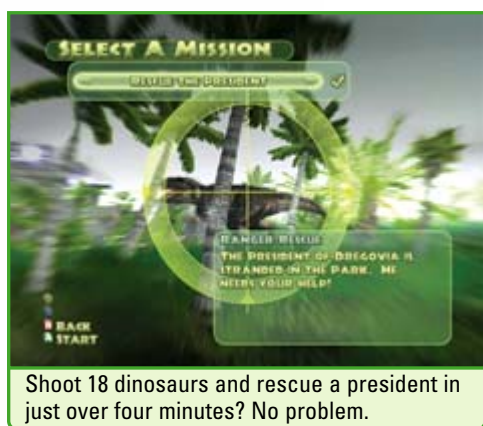 SELECT A MISSION
RESCUE THE PRESIDENT
RANGER RESCUE
THE PRESIDENT OF DREGOVIA IS
STRANDED IN THE PARK. HE
NEEDS YOUR HELP!
BACK
START
Shoot 18 dinosaurs and rescue a president in
just over four minutes? No problem.